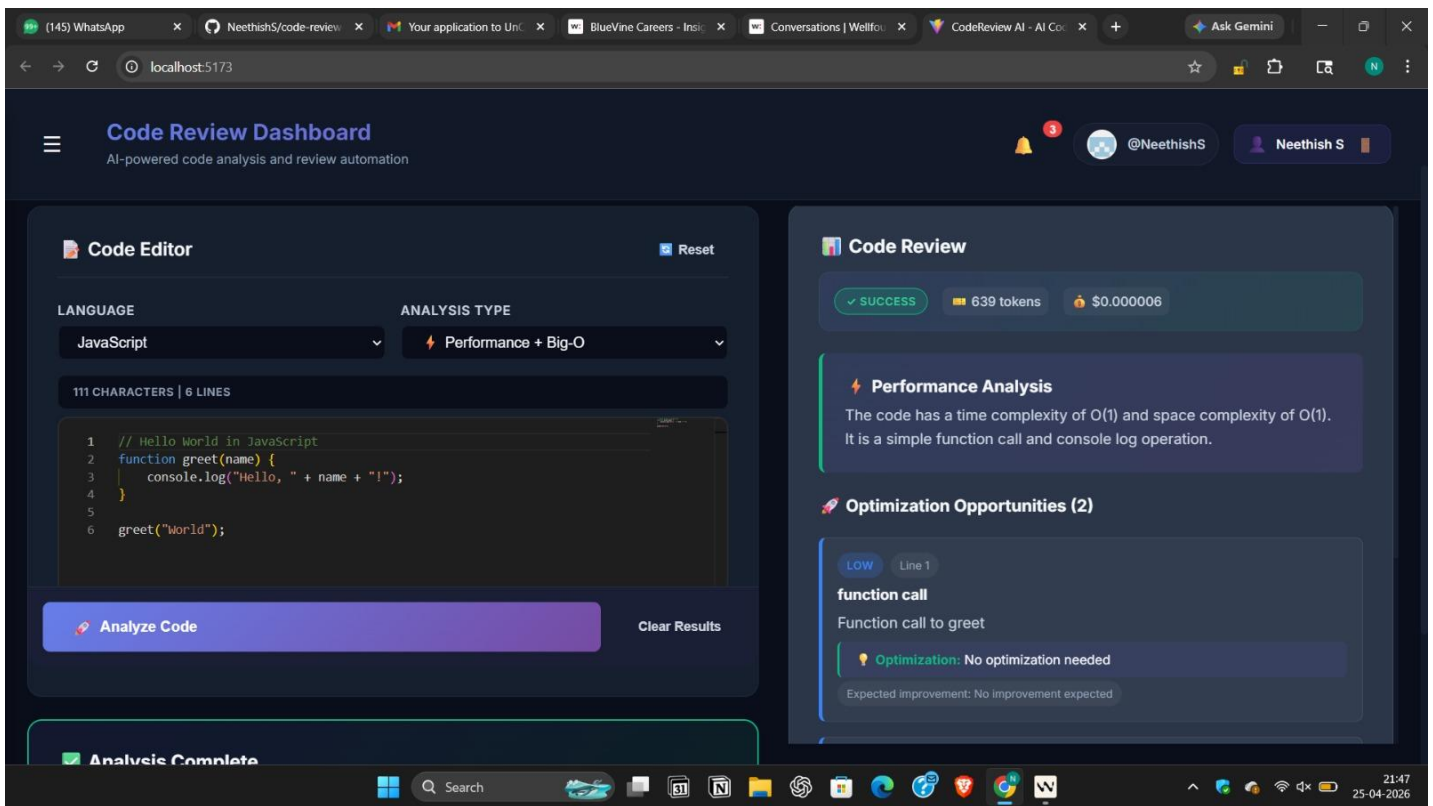 (145) WhatsApp
NeethishS/code-review
Your application to Un
BlueVine Careers - Insig
Conversations | Wellfou
CodeReview AI - AI Coc
Ask Gemini
localhost:5173
N
Code Review Dashboard
AI-powered code analysis and review automation
3
@NeethishS
Neethish S
Code Editor
Reset
LANGUAGE
ANALYSIS TYPE
JavaScript
Performance + Big-O
111 CHARACTERS | 6 LINES
1 // Hello World in JavaScript
2 function greet(name) {
3 console.log("Hello, " + name + "!");
4 }
5
6 greet("World");
Analyze Code
Clear Results
Analysis Complete
Code Review
✓ SUCCESS
639 tokens
$0.000006
Performance Analysis
The code has a time complexity of O(1) and space complexity of O(1).
It is a simple function call and console log operation.
Optimization Opportunities (2)
LOW
Line 1
function call
Function call to greet
Optimization: No optimization needed
Expected improvement: No improvement expected
Search
31
21:47
25-04-2026